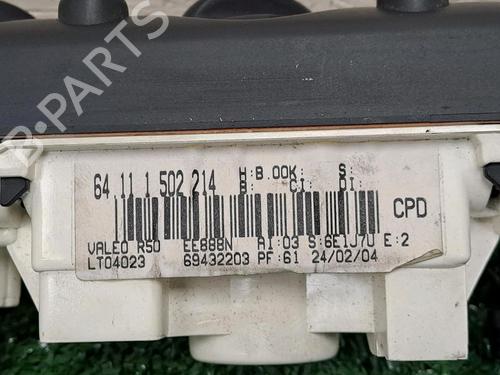 B-PARTS
64 11 1 502 214 H:B.00K: S:
B: CI: DI:
CPD
VALEO R50 EE888N AI:03 S:6E1J7U E:2
LT04023 69432203 PF:61 24/02/04